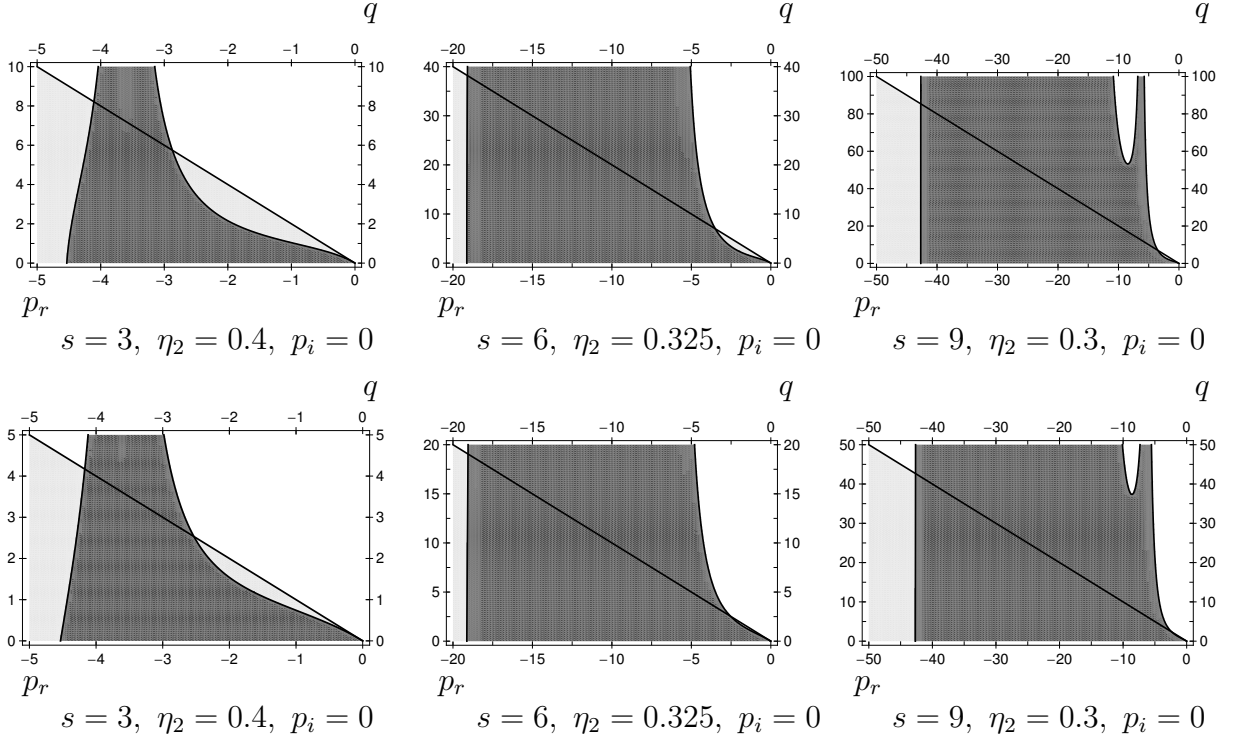 q q q
−5 −4 −3 −2 −1 0 −20 −15 −10 −5 0 −50 −40 −30 −20 −10 0
10 10 40 40 100 100
8 8 30 30 80 80
6 6 20 20 60 60
4 4 10 10 40 40
2 2 0 0 20 20
0 0 0 0
−5 −4 −3 −2 −1 0 −20 −15 −10 −5 0 −50 −40 −30 −20 −10 0
p_r p_r p_r
s = 3, η_2 = 0.4, p_i = 0 s = 6, η_2 = 0.325, p_i = 0 s = 9, η_2 = 0.3, p_i = 0
q q q
−5 −4 −3 −2 −1 0 −20 −15 −10 −5 0 −50 −40 −30 −20 −10 0
5 5 20 20 50 50
4 4 15 15 40 40
3 3 10 10 30 30
2 2 5 5 20 20
1 1 0 0 10 10
0 0 0 0
−5 −4 −3 −2 −1 0 −20 −15 −10 −5 0 −50 −40 −30 −20 −10 0
p_r p_r p_r
s = 3, η_2 = 0.4, p_i = 0 s = 6, η_2 = 0.325, p_i = 0 s = 9, η_2 = 0.3, p_i = 0